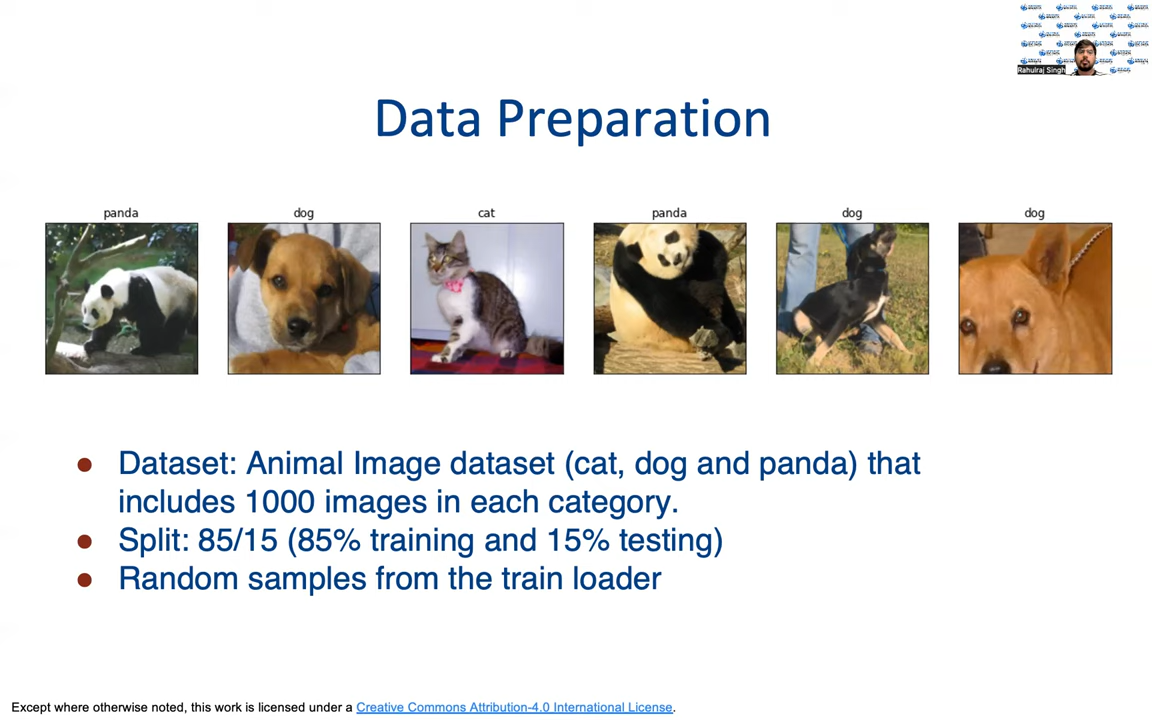 Rahulraj Singh
Data Preparation
panda
dog
cat
panda
dog
dog
● Dataset: Animal Image dataset (cat, dog and panda) that
includes 1000 images in each category.
● Split: 85/15 (85% training and 15% testing)
● Random samples from the train loader
Except where otherwise noted, this work is licensed under a Creative Commons Attribution-4.0 International License.